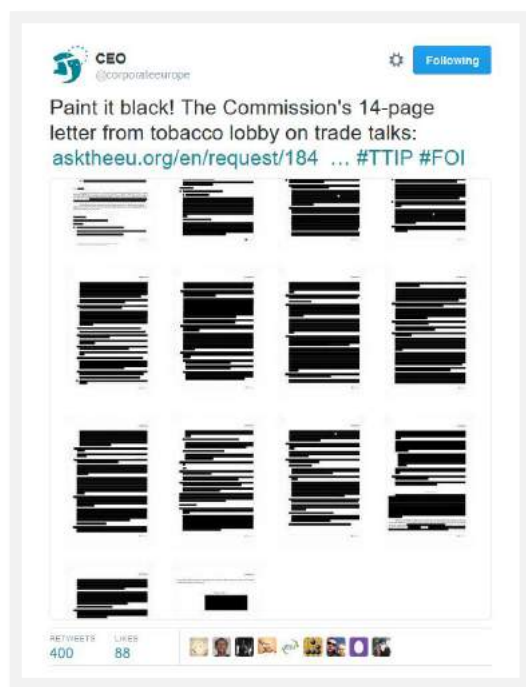 CEO
@corporateeurope
Following
Paint it black! The Commission's 14-page
letter from tobacco lobby on trade talks:
asktheeu.org/en/request/184 ... #TTIP #FOI
RETWEETS LIKES
400 88